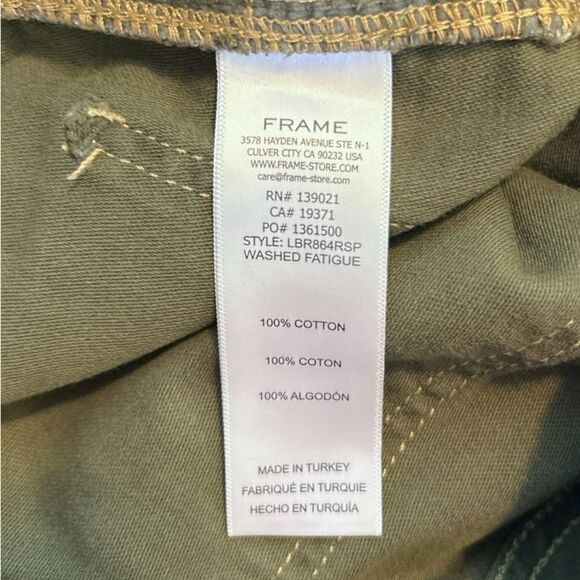 FRAME
3578 HAYDEN AVENUE STE N-1
CULVER CITY CA 90232 USA
WWW.FRAME-STORE.COM
care@frame-store.com
RN# 139021
CA# 19371
PO# 1361500
STYLE: LBR864RSP
WASHED FATIGUE
100% COTTON
100% COTON
100% ALGODÓN
MADE IN TURKEY
FABRIQUÉ EN TURQUIE
HECHO EN TURQUÍA